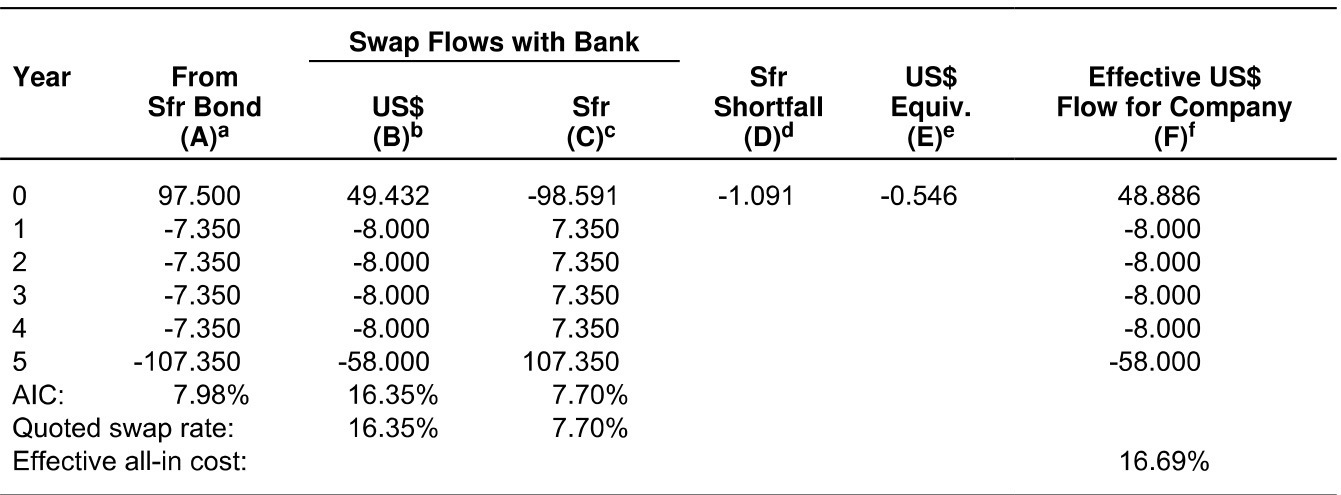 Swap Flows with Bank
Year From Sfr US$ Effective US$
Sfr Bond US$ Sfr Shortfall Equiv. Flow for Company
(A)a (B)b (C)c (D)d (E)e (F)f
0 97.500 49.432 -98.591 -1.091 -0.546 48.886
1 -7.350 -8.000 7.350 -8.000
2 -7.350 -8.000 7.350 -8.000
3 -7.350 -8.000 7.350 -8.000
4 -7.350 -8.000 7.350 -8.000
5 -107.350 -58.000 107.350 -58.000
AIC: 7.98% 16.35% 7.70%
Quoted swap rate: 16.35% 7.70%
Effective all-in cost: 16.69%